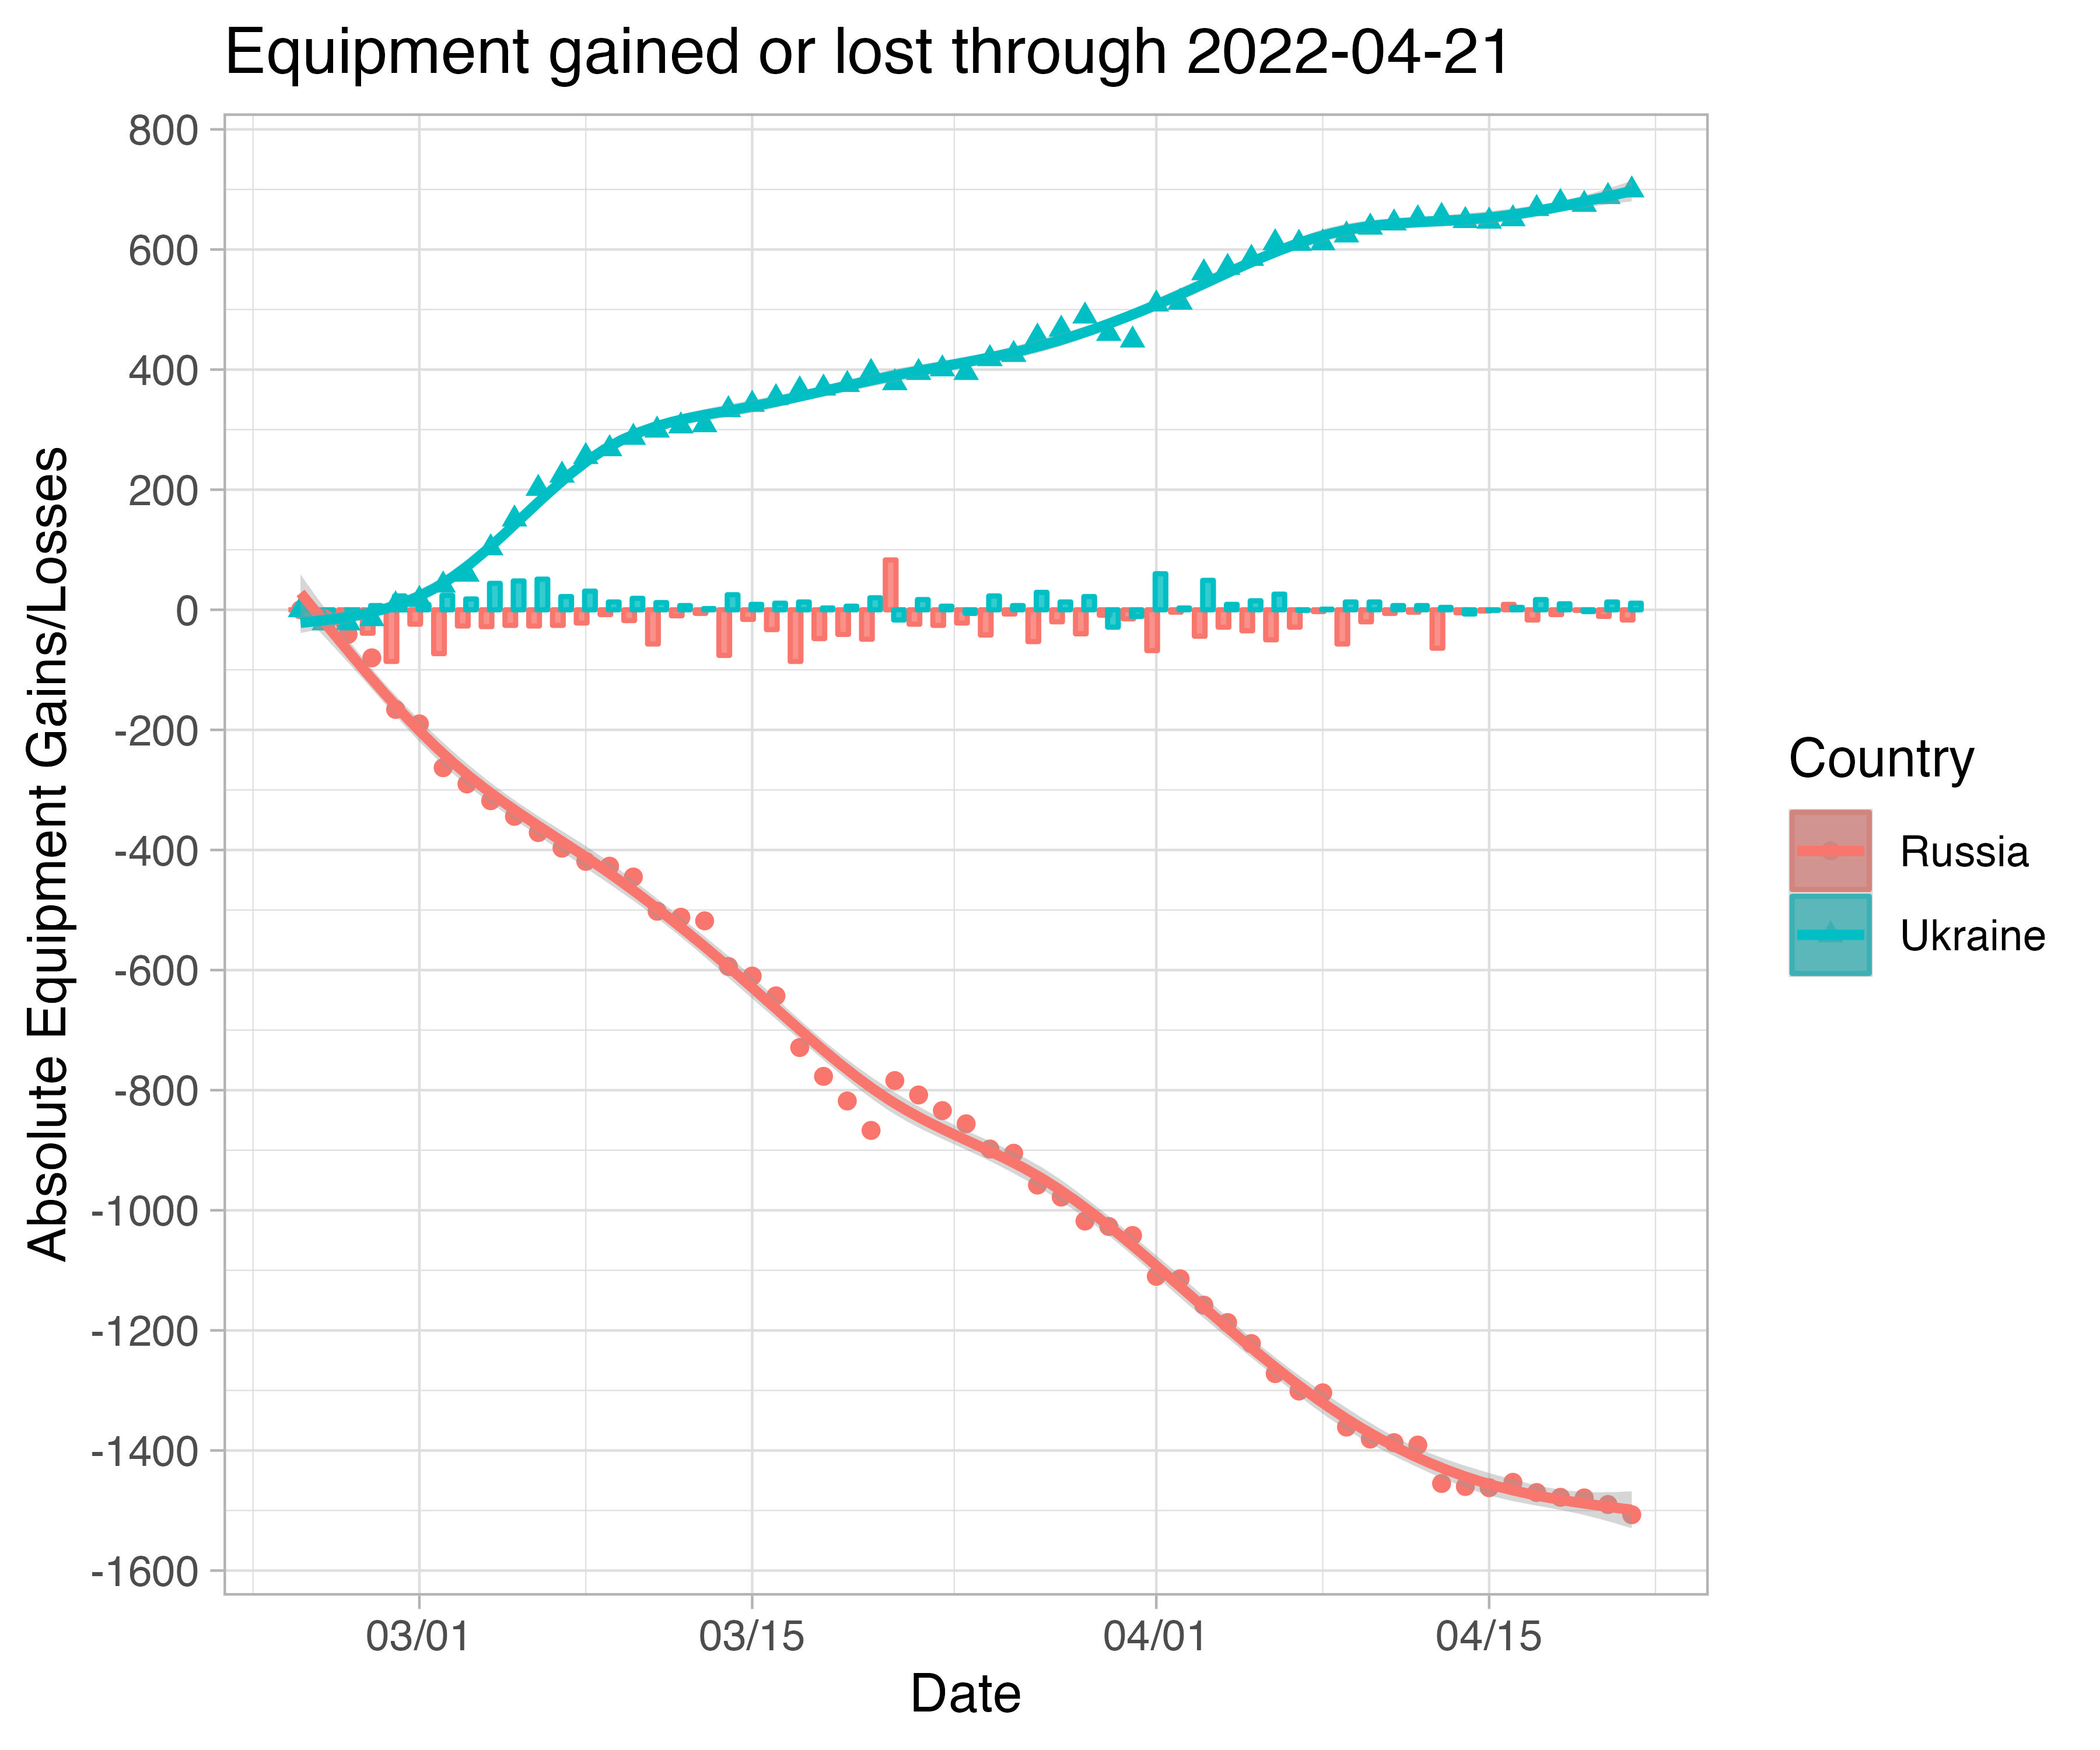 Equipment gained or lost through 2022-04-21
Absolute Equipment Gains/Losses
800
600
400
200
0
-200
-400
-600
-800
-1000
-1200
-1400
-1600
03/01
03/15
04/01
04/15
Date
Country
Russia
Ukraine